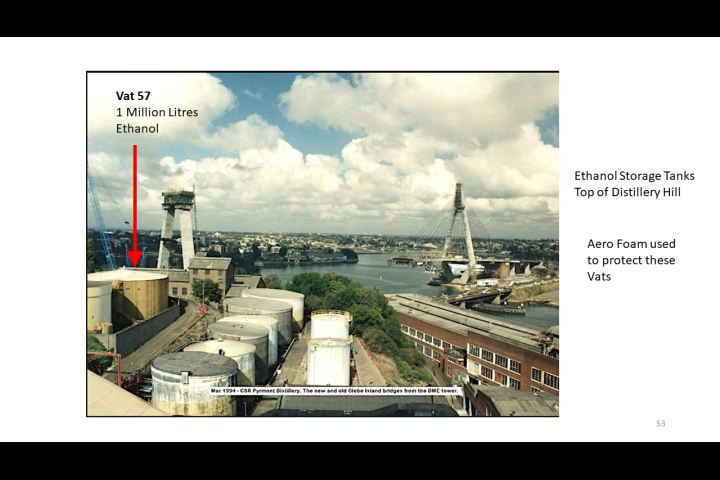 Vat 57
1 Million Litres
Ethanol
Ethanol Storage Tanks
Top of Distillery Hill
Aero Foam used
to protect these
Vats
Mar 1994 - CSR Pyrmont Distillery. The new and old Glebe Island bridges from the DME tower.
53